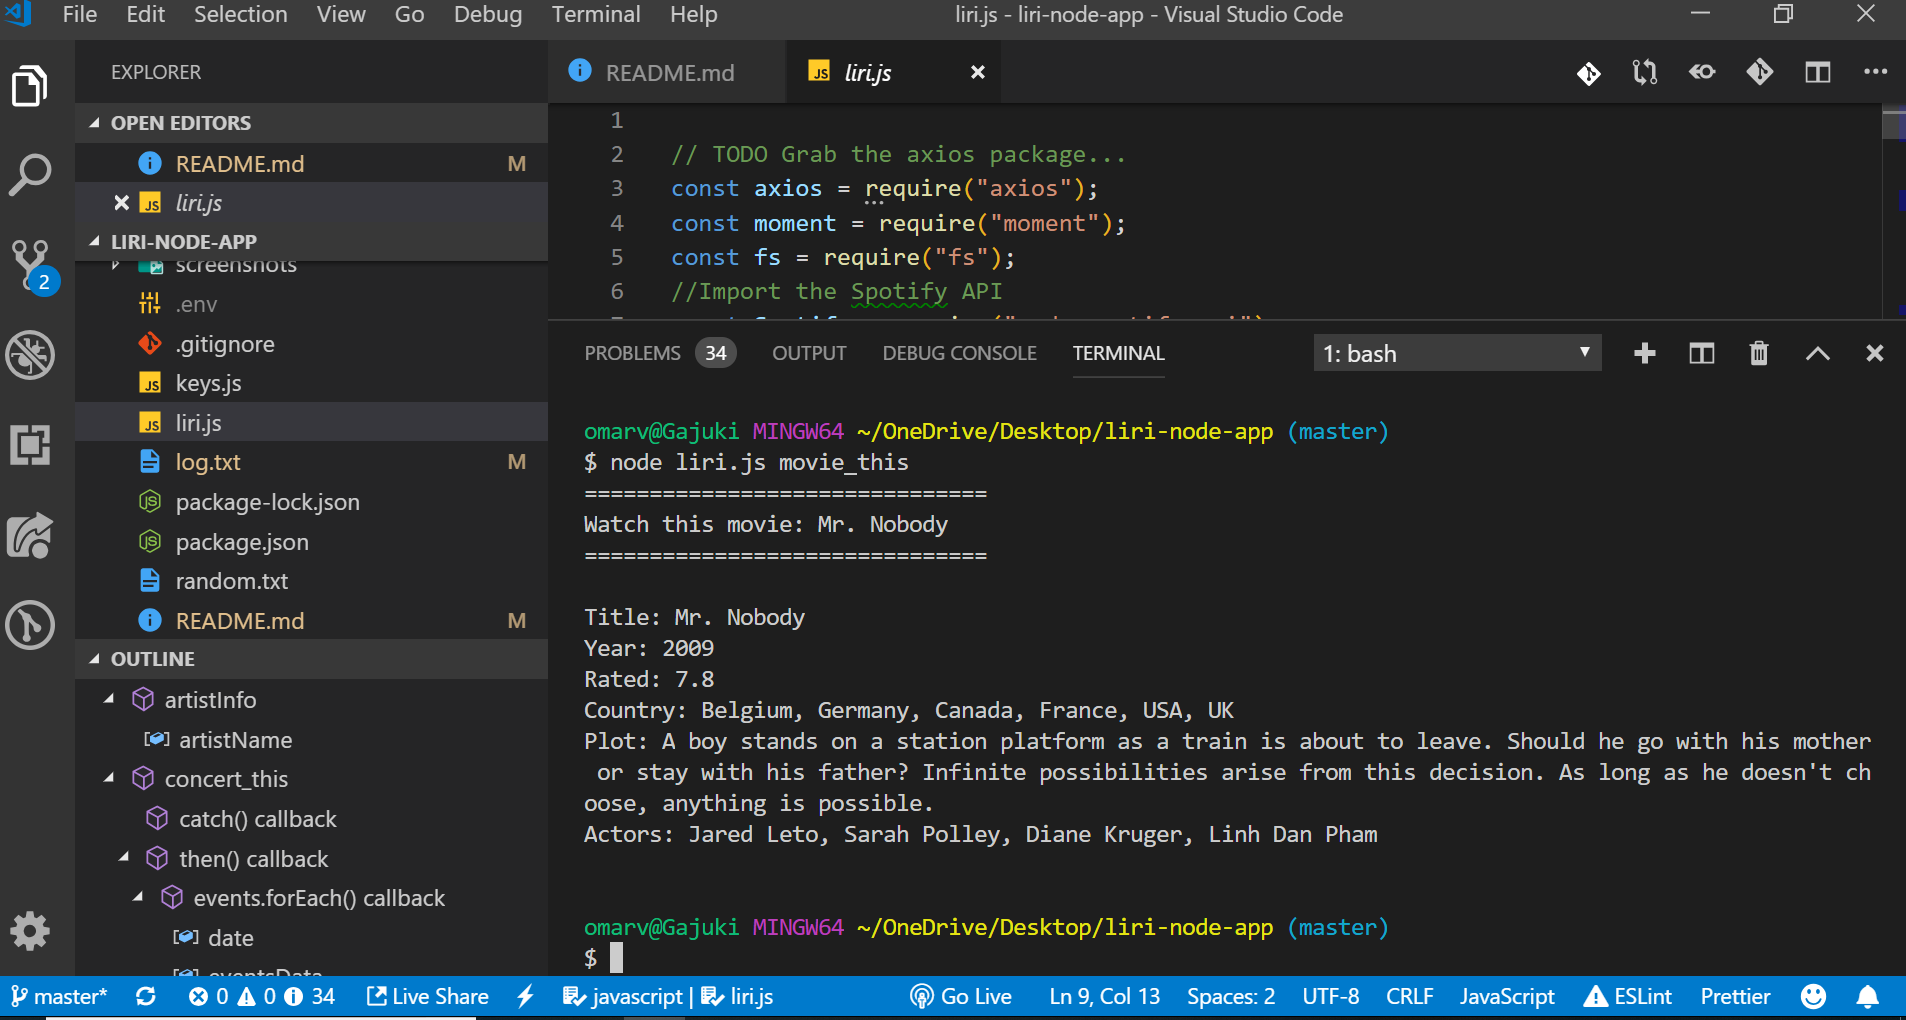 File Edit Selection View Go Debug Terminal Help liri.js - liri-node-app - Visual Studio Code
EXPLORER
OPEN EDITORS
README.md M
liri.js
LIRI-NODE-APP
screenshots
.env
.gitignore
keys.js
liri.js
log.txt M
package-lock.json
package.json
random.txt
README.md M
OUTLINE
artistInfo
artistName
concert_this
catch() callback
then() callback
events.forEach() callback
date
eventsData
2
README.md liri.js
1
2 // TODO Grab the axios package...
3 const axios = require("axios");
4 const moment = require("moment");
5 const fs = require("fs");
6 //Import the Spotify API
PROBLEMS 34 OUTPUT DEBUG CONSOLE TERMINAL 1: bash
omarv@Gajuki MINGW64 ~/OneDrive/Desktop/liri-node-app (master)
$ node liri.js movie_this
===============================
Watch this movie: Mr. Nobody
===============================
Title: Mr. Nobody
Year: 2009
Rated: 7.8
Country: Belgium, Germany, Canada, France, USA, UK
Plot: A boy stands on a station platform as a train is about to leave. Should he go with his mother
or stay with his father? Infinite possibilities arise from this decision. As long as he doesn't ch
oose, anything is possible.
Actors: Jared Leto, Sarah Polley, Diane Kruger, Linh Dan Pham
omarv@Gajuki MINGW64 ~/OneDrive/Desktop/liri-node-app (master)
$
master* 0 0 34 Live Share javascript | liri.js Go Live Ln 9, Col 13 Spaces: 2 UTF-8 CRLF JavaScript ESLint Prettier